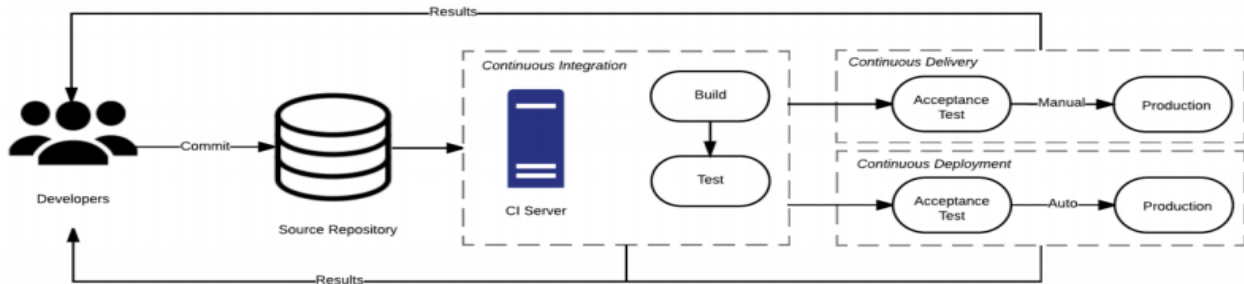 Results
Continuous Integration
Continuous Delivery
Build
Acceptance
Test
Manual
Production
Commit
Continuous Deployment
Test
Acceptance
Test
Auto
Production
Developers
CI Server
Source Repository
Results